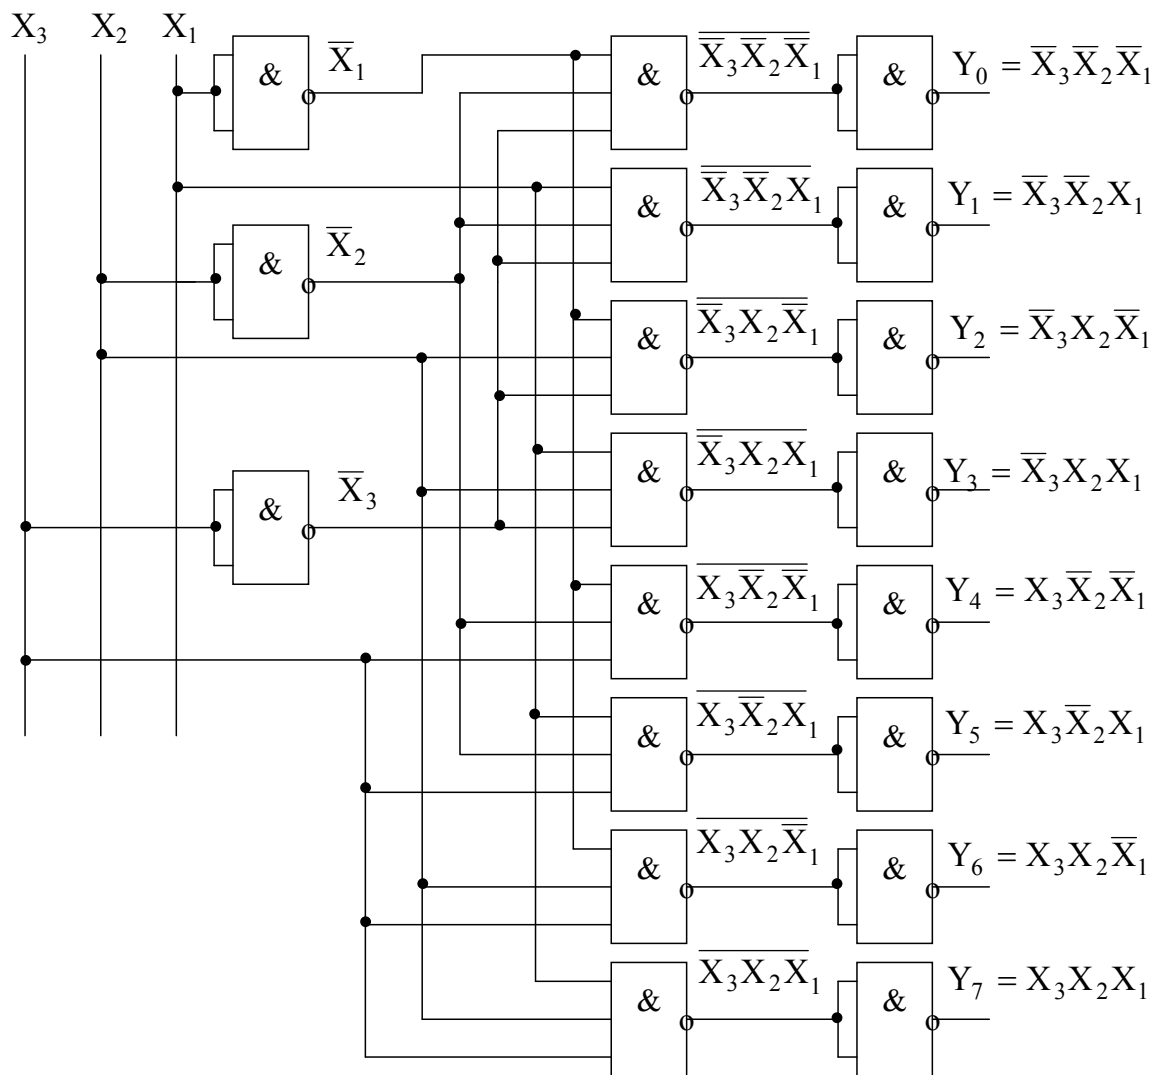 X₃ X₂ X₁
& X̅₁ & X̅₃X̅₂X̅₁ (overlined) & Y₀ = X̅₃X̅₂X̅₁
& X̅₃X̅₂X₁ (overlined) & Y₁ = X̅₃X̅₂X₁
& X̅₂
& X̅₃X₂X̅₁ (overlined) & Y₂ = X̅₃X₂X̅₁
& X̅₃X₂X₁ (overlined) & Y₃ = X̅₃X₂X₁
& X̅₃
& X₃X̅₂X̅₁ (overlined) & Y₄ = X₃X̅₂X̅₁
& X₃X̅₂X₁ (overlined) & Y₅ = X₃X̅₂X₁
& X₃X₂X̅₁ (overlined) & Y₆ = X₃X₂X̅₁
& X₃X₂X₁ (overlined) & Y₇ = X₃X₂X₁